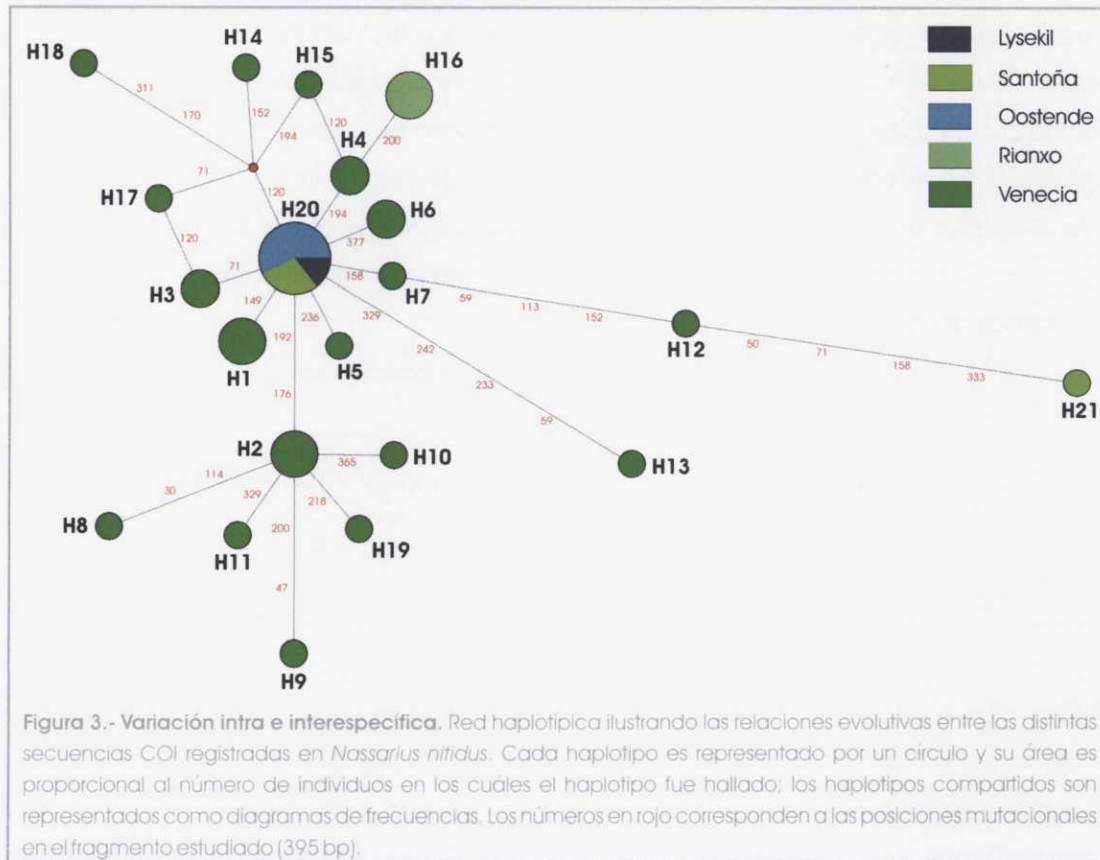 H18
H14
H15
H16
311
170
152
194
120
200
H4
71
H17
120
H20
194
H6
377
120
H3
71
158
H7
59
113
152
H12
50
71
158
333
H21
149
236
329
192
242
H1
H5
233
176
59
H13
H2
365
H10
114
30
329
218
H8
200
H11
H19
47
H9
Lysekil
Santoña
Oostende
Rianxo
Venecia
Figura 3.- Variación intra e interespecífica. Red haplotípica ilustrando las relaciones evolutivas entre las distintas
secuencias COI registradas en Nassarius nitidus. Cada haplotipo es representado por un círculo y su área es
proporcional al número de individuos en los cuáles el haplotipo fue hallado; los haplotipos compartidos son
representados como diagramas de frecuencias. Los números en rojo corresponden a las posiciones mutacionales
en el fragmento estudiado (395 bp).